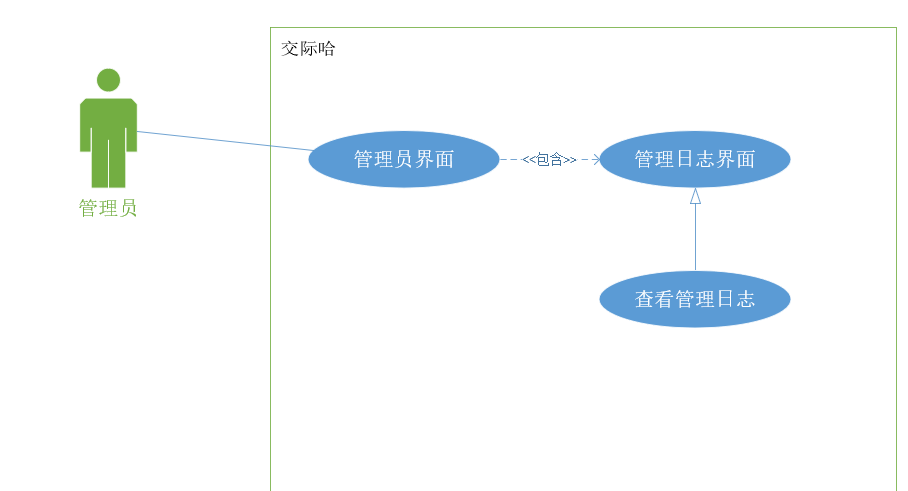 交际哈
管理员界面
<<包含>>
管理日志界面
管理员
查看管理日志